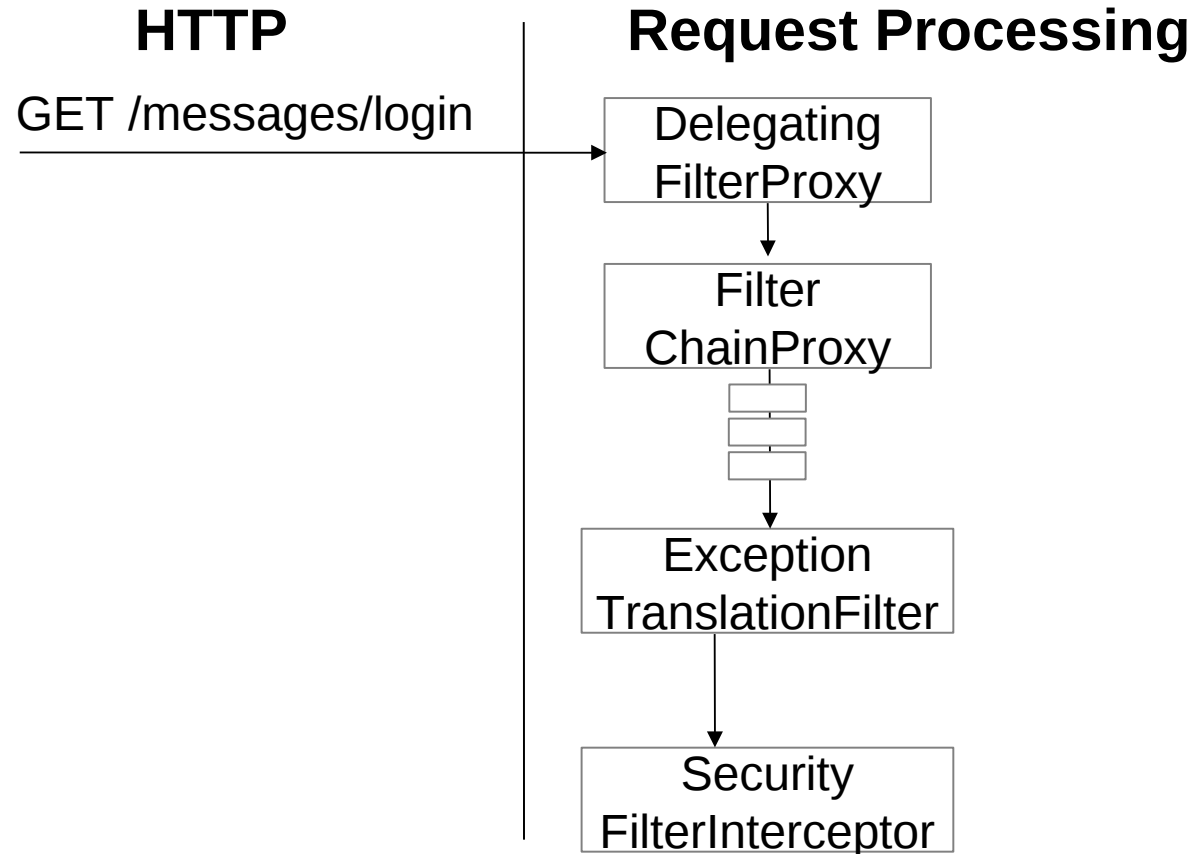 HTTP
Request Processing
GET /messages/login
Delegating
FilterProxy
Filter
ChainProxy
Exception
TranslationFilter
Security
FilterInterceptor